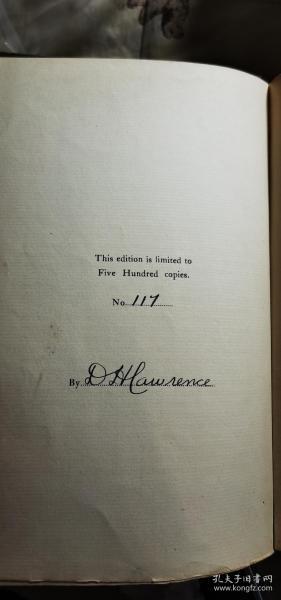 This edition is limited to
Five Hundred copies.
No. 117
By D H Lawrence
孔夫子旧书网
www.kongfz.com